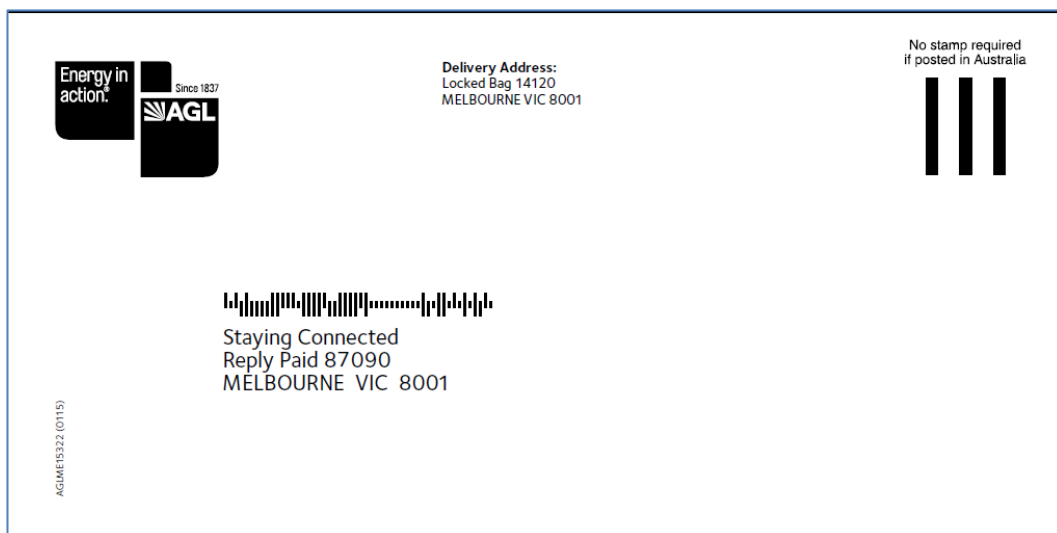 Energy in
action.®
Since 1837
AGL
Delivery Address:
Locked Bag 14120
MELBOURNE VIC 8001
No stamp required
if posted in Australia
Staying Connected
Reply Paid 87090
MELBOURNE VIC 8001
AGLME15322 (0115)